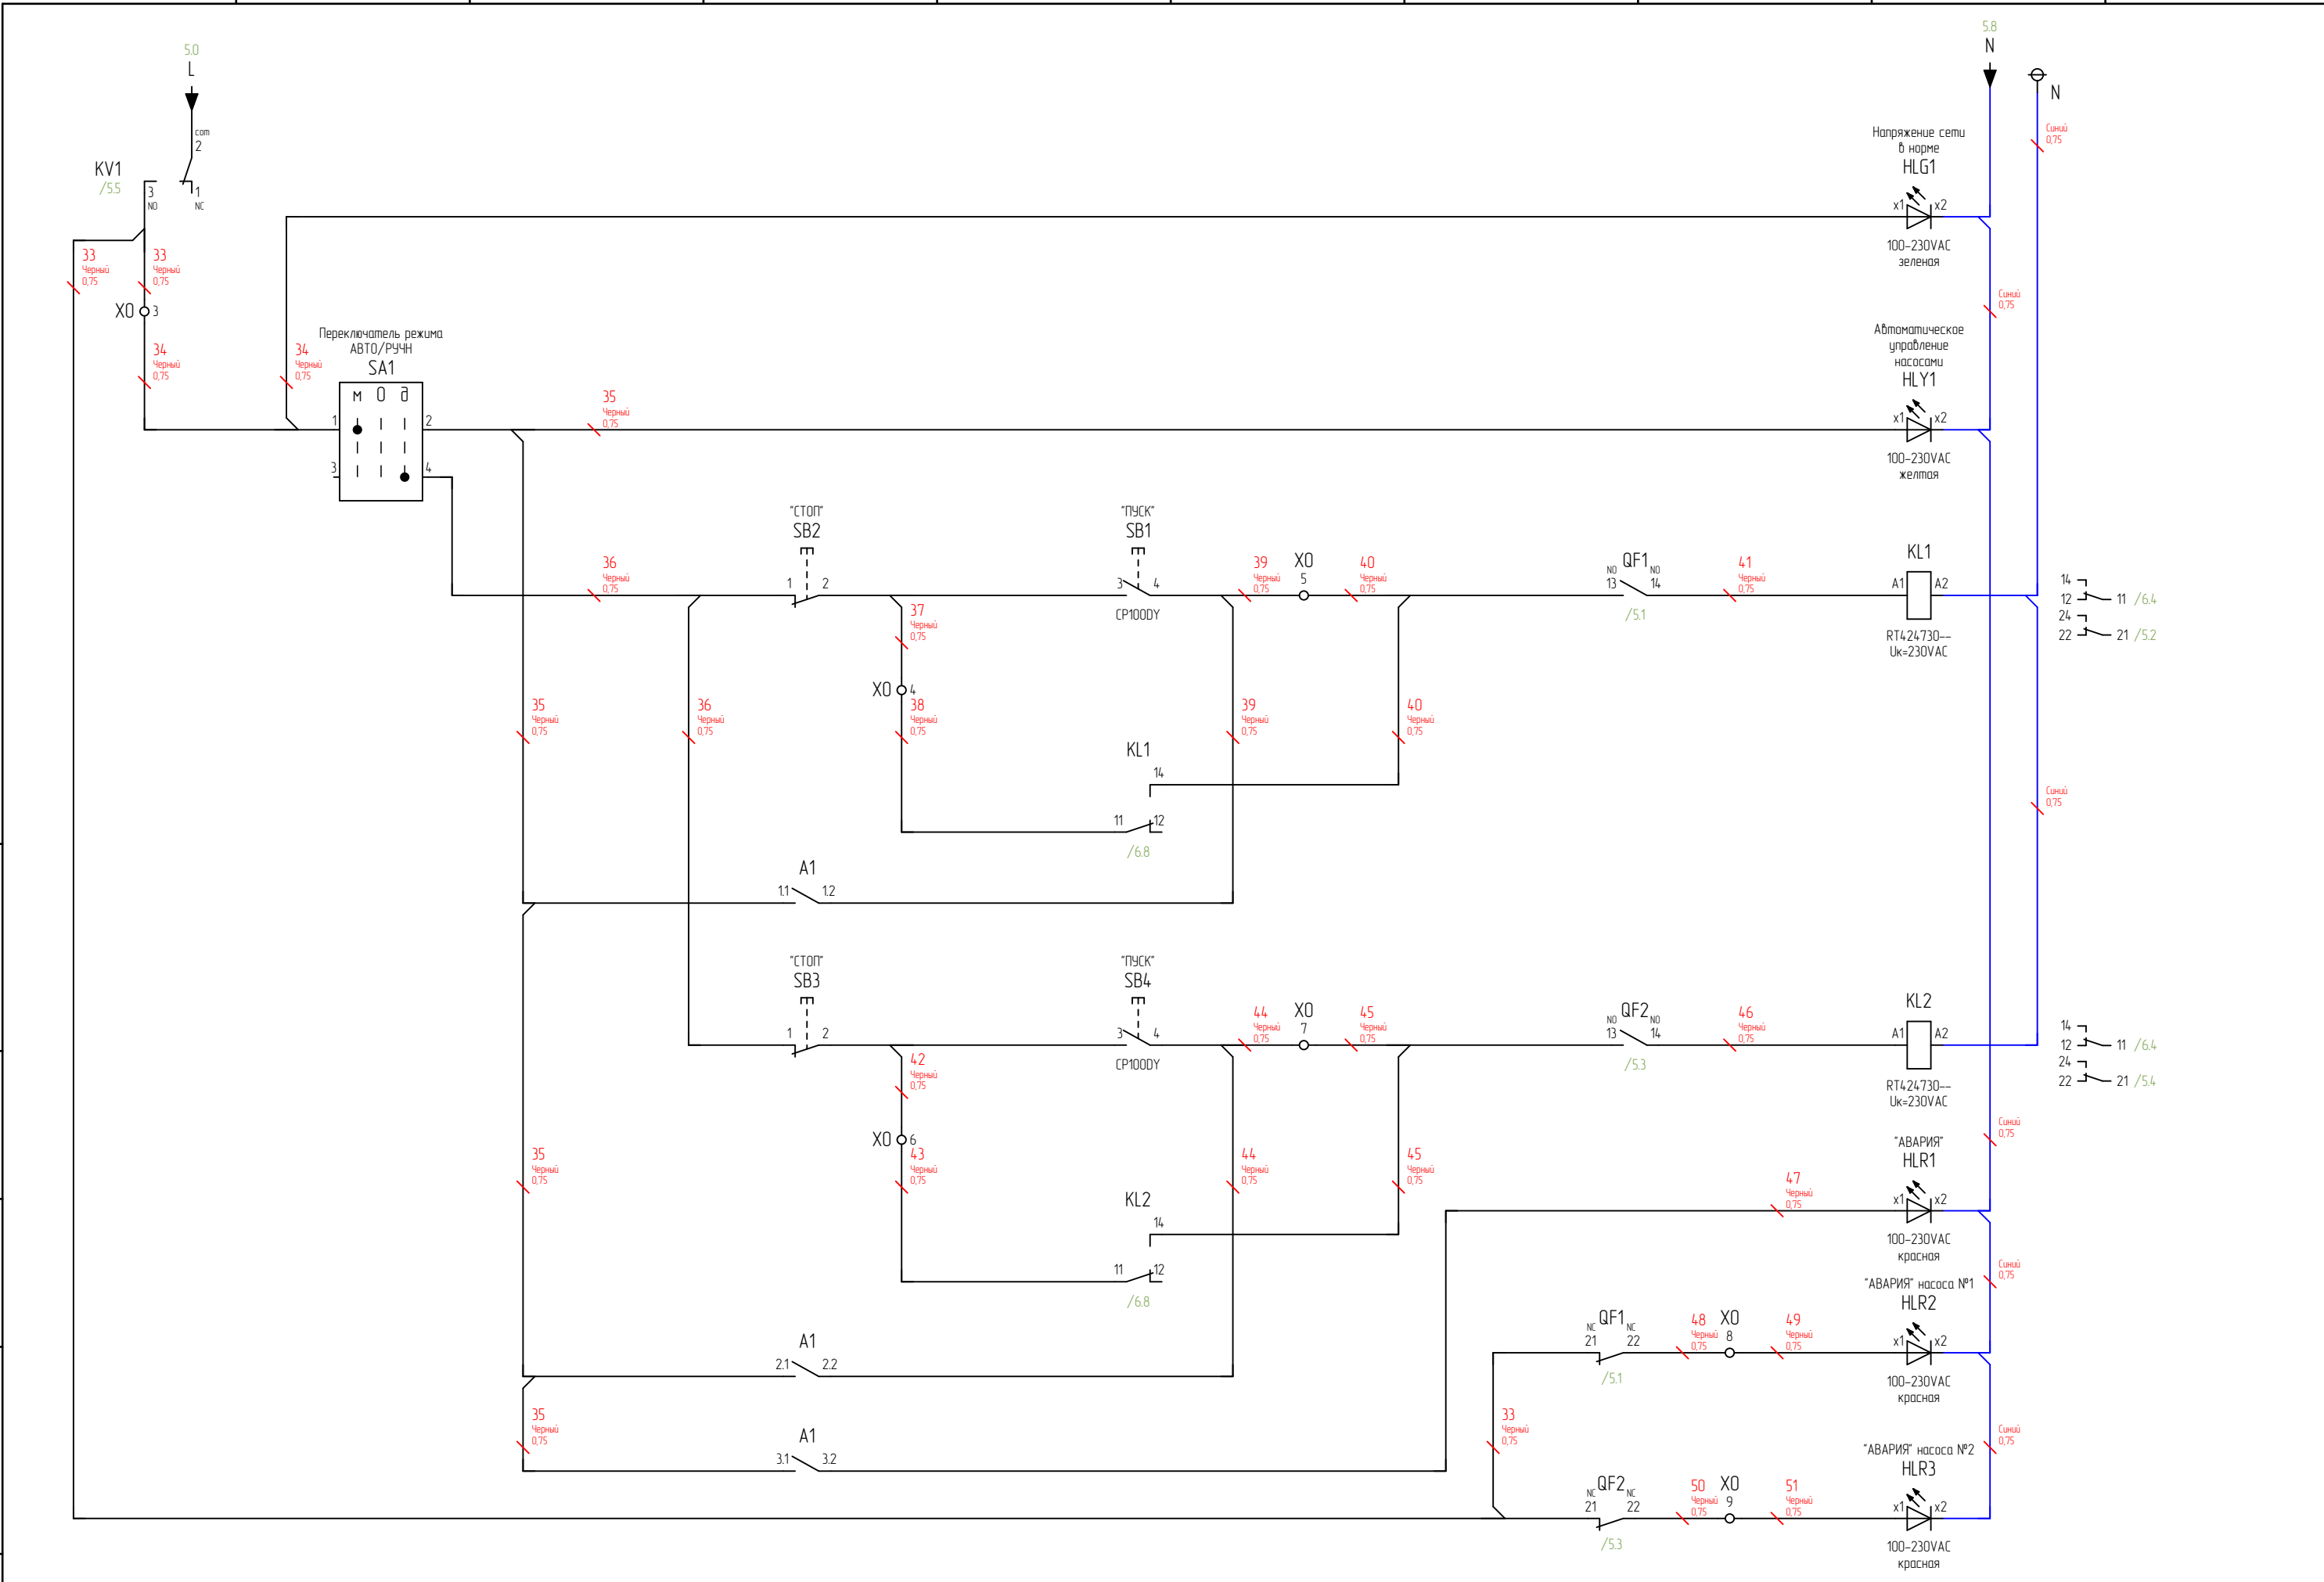 5.0
L
com
2
KV1
/5.5
3
NO
1
NC
33
Черный
0,75
33
Черный
0,75
X0
3
34
Черный
0,75
34
Черный
0,75
Переключатель режима
АВТО/РУЧН
SA1
м 0 д
1
2
3
4
5.8
N
N
Синий
0,75
Напряжение сети
в норме
HLG1
x1
x2
100-230VAC
зеленая
Синий
0,75
Автоматическое
управление
насосами
HLY1
x1
x2
100-230VAC
желтая
35
Черный
0,75
36
Черный
0,75
"СТОП"
SB2
1
2
"ПУСК"
SB1
3
4
CP100DY
39
Черный
0,75
X0
5
40
Черный
0,75
QF1
NO
13
NO
14
/5.1
41
Черный
0,75
KL1
A1
A2
RT424730--
Uк=230VAC
14
12
11 /6.4
24
22
21 /5.2
37
Черный
0,75
X0
4
38
Черный
0,75
35
Черный
0,75
36
Черный
0,75
39
Черный
0,75
40
Черный
0,75
KL1
14
11
12
/6.8
Синий
0,75
A1
1.1
1.2
"СТОП"
SB3
1
2
"ПУСК"
SB4
3
4
CP100DY
44
Черный
0,75
X0
7
45
Черный
0,75
QF2
NO
13
NO
14
/5.3
46
Черный
0,75
KL2
A1
A2
RT424730--
Uк=230VAC
14
12
11 /6.4
24
22
21 /5.4
42
Черный
0,75
X0
6
43
Черный
0,75
35
Черный
0,75
44
Черный
0,75
45
Черный
0,75
KL2
14
11
12
/6.8
Синий
0,75
"АВАРИЯ"
HLR1
47
Черный
0,75
x1
x2
100-230VAC
красная
Синий
0,75
"АВАРИЯ" насоса №1
HLR2
QF1
NC
21
NC
22
/5.1
48
Черный
0,75
X0
8
49
Черный
0,75
x1
x2
100-230VAC
красная
A1
2.1
2.2
35
Черный
0,75
A1
3.1
3.2
33
Черный
0,75
Синий
0,75
"АВАРИЯ" насоса №2
HLR3
QF2
NC
21
NC
22
/5.3
50
Черный
0,75
X0
9
51
Черный
0,75
x1
x2
100-230VAC
красная